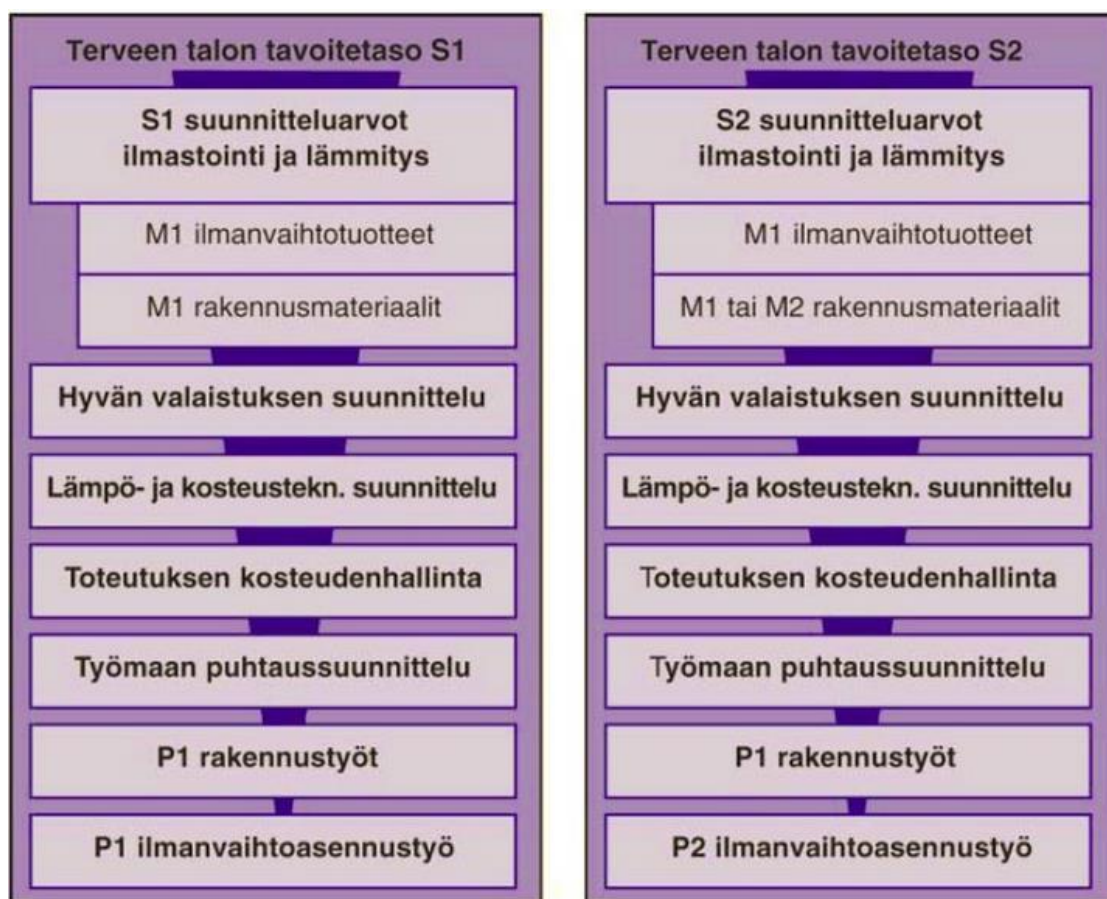 Terveen talon tavoitetaso S1
S1 suunnitteluarvot
ilmastointi ja lämmitys
M1 ilmanvaihtotuotteet
M1 rakennusmateriaalit
Hyvän valaistuksen suunnittelu
Lämpö- ja kosteustekn. suunnittelu
Toteutuksen kosteudenhallinta
Työmaan puhtaussuunnittelu
P1 rakennustyöt
P1 ilmanvaihtoasennustyö
Terveen talon tavoitetaso S2
S2 suunnitteluarvot
ilmastointi ja lämmitys
M1 ilmanvaihtotuotteet
M1 tai M2 rakennusmateriaalit
Hyvän valaistuksen suunnittelu
Lämpö- ja kosteustekn. suunnittelu
Toteutuksen kosteudenhallinta
Työmaan puhtaussuunnittelu
P1 rakennustyöt
P2 ilmanvaihtoasennustyö